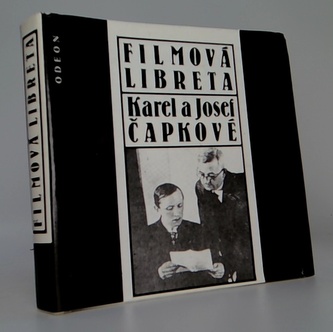 FILMOVÁ LIBRETA
ODEON
FILMOVÁ
LIBRETA
Karel a Josef
ČAPKOVÉ